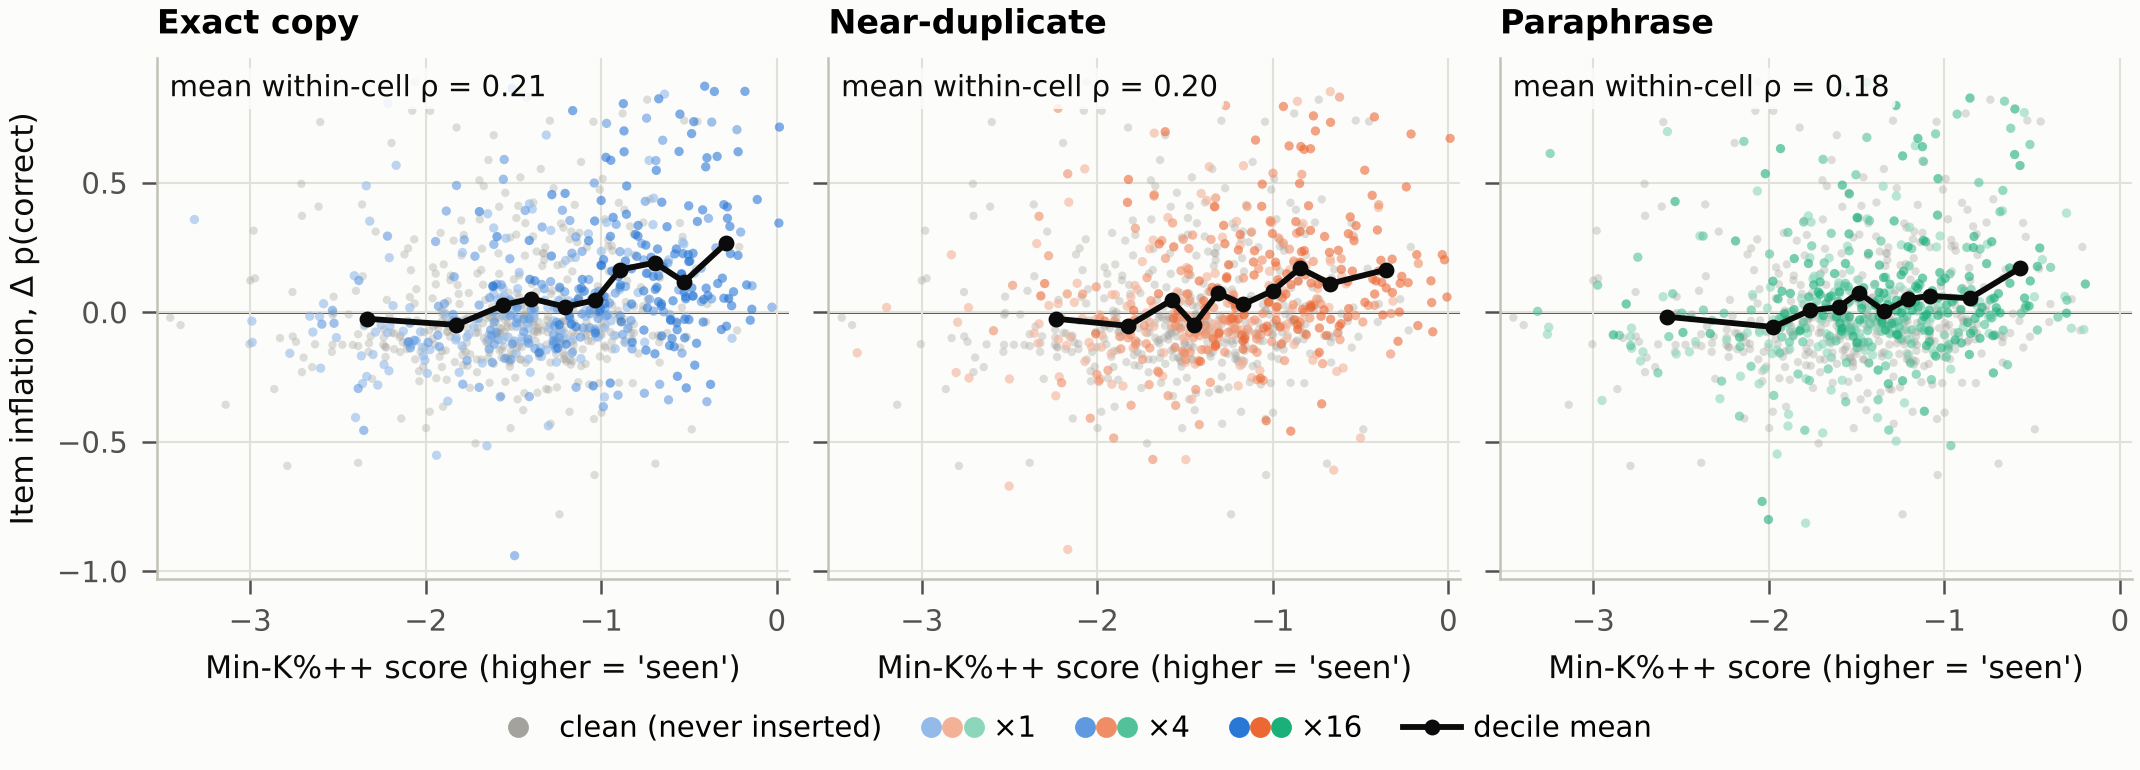 Exact copy
Near-duplicate
Paraphrase
mean within-cell ρ = 0.21
mean within-cell ρ = 0.20
mean within-cell ρ = 0.18
Item inflation, Δ p(correct)
0.5
0.0
−0.5
−1.0
−3 −2 −1 0
−3 −2 −1 0
−3 −2 −1 0
Min-K%++ score (higher = 'seen')
Min-K%++ score (higher = 'seen')
Min-K%++ score (higher = 'seen')
clean (never inserted) ×1 ×4 ×16 decile mean